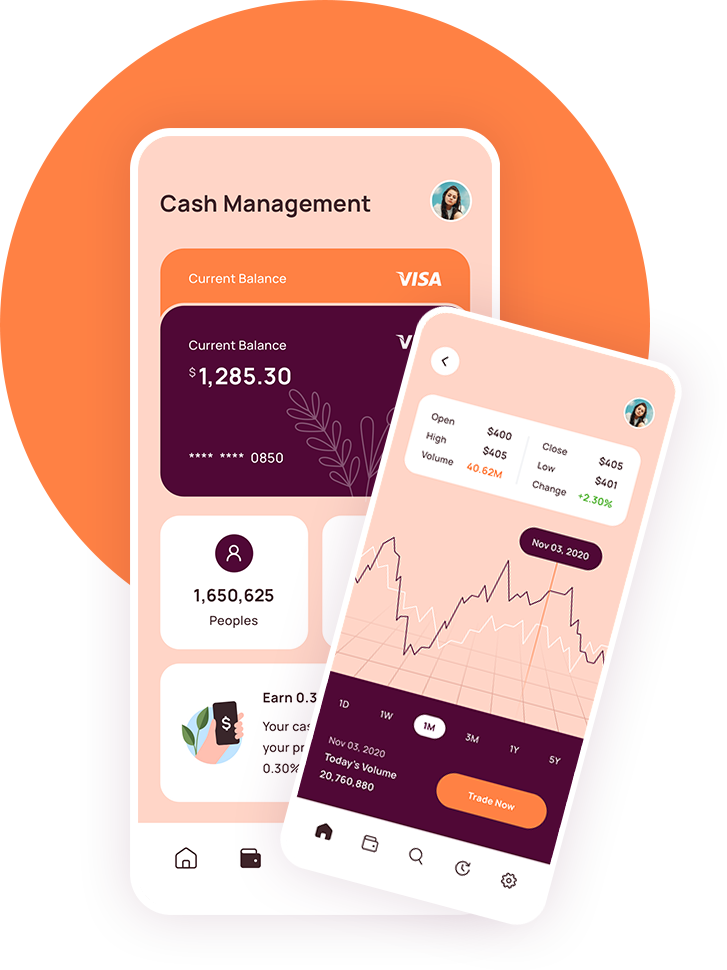 Cash Management
Current Balance
VISA
Current Balance
$1,285.30
**** **** 0850
1,650,625
Peoples
Earn 0.3
Your
your
0.30%
$
Open $400
High $405
Volume 40.62M
Close $405
Low $401
Change +2.30%
Nov 03, 2020
1D 1W 1M 3M 1Y 5Y
Nov 03, 2020
Today's Volume
20,760,880
Trade Now